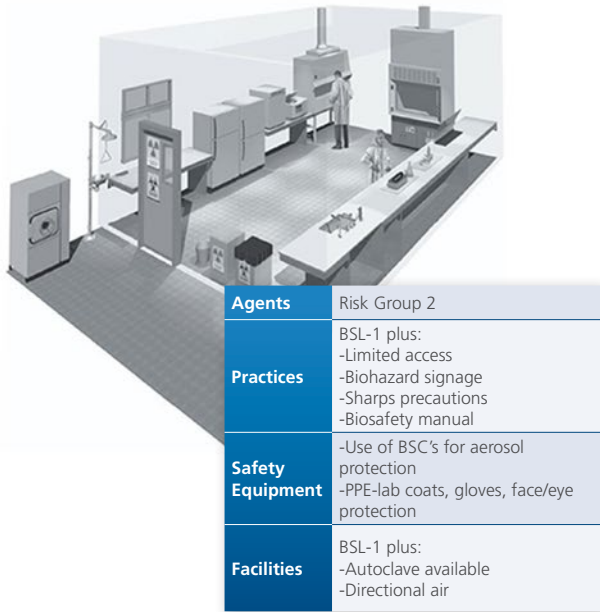 Agents
Risk Group 2
Practices
BSL-1 plus:
-Limited access
-Biohazard signage
-Sharps precautions
-Biosafety manual
Safety
Equipment
-Use of BSC's for aerosol
protection
-PPE-lab coats, gloves, face/eye
protection
Facilities
BSL-1 plus:
-Autoclave available
-Directional air